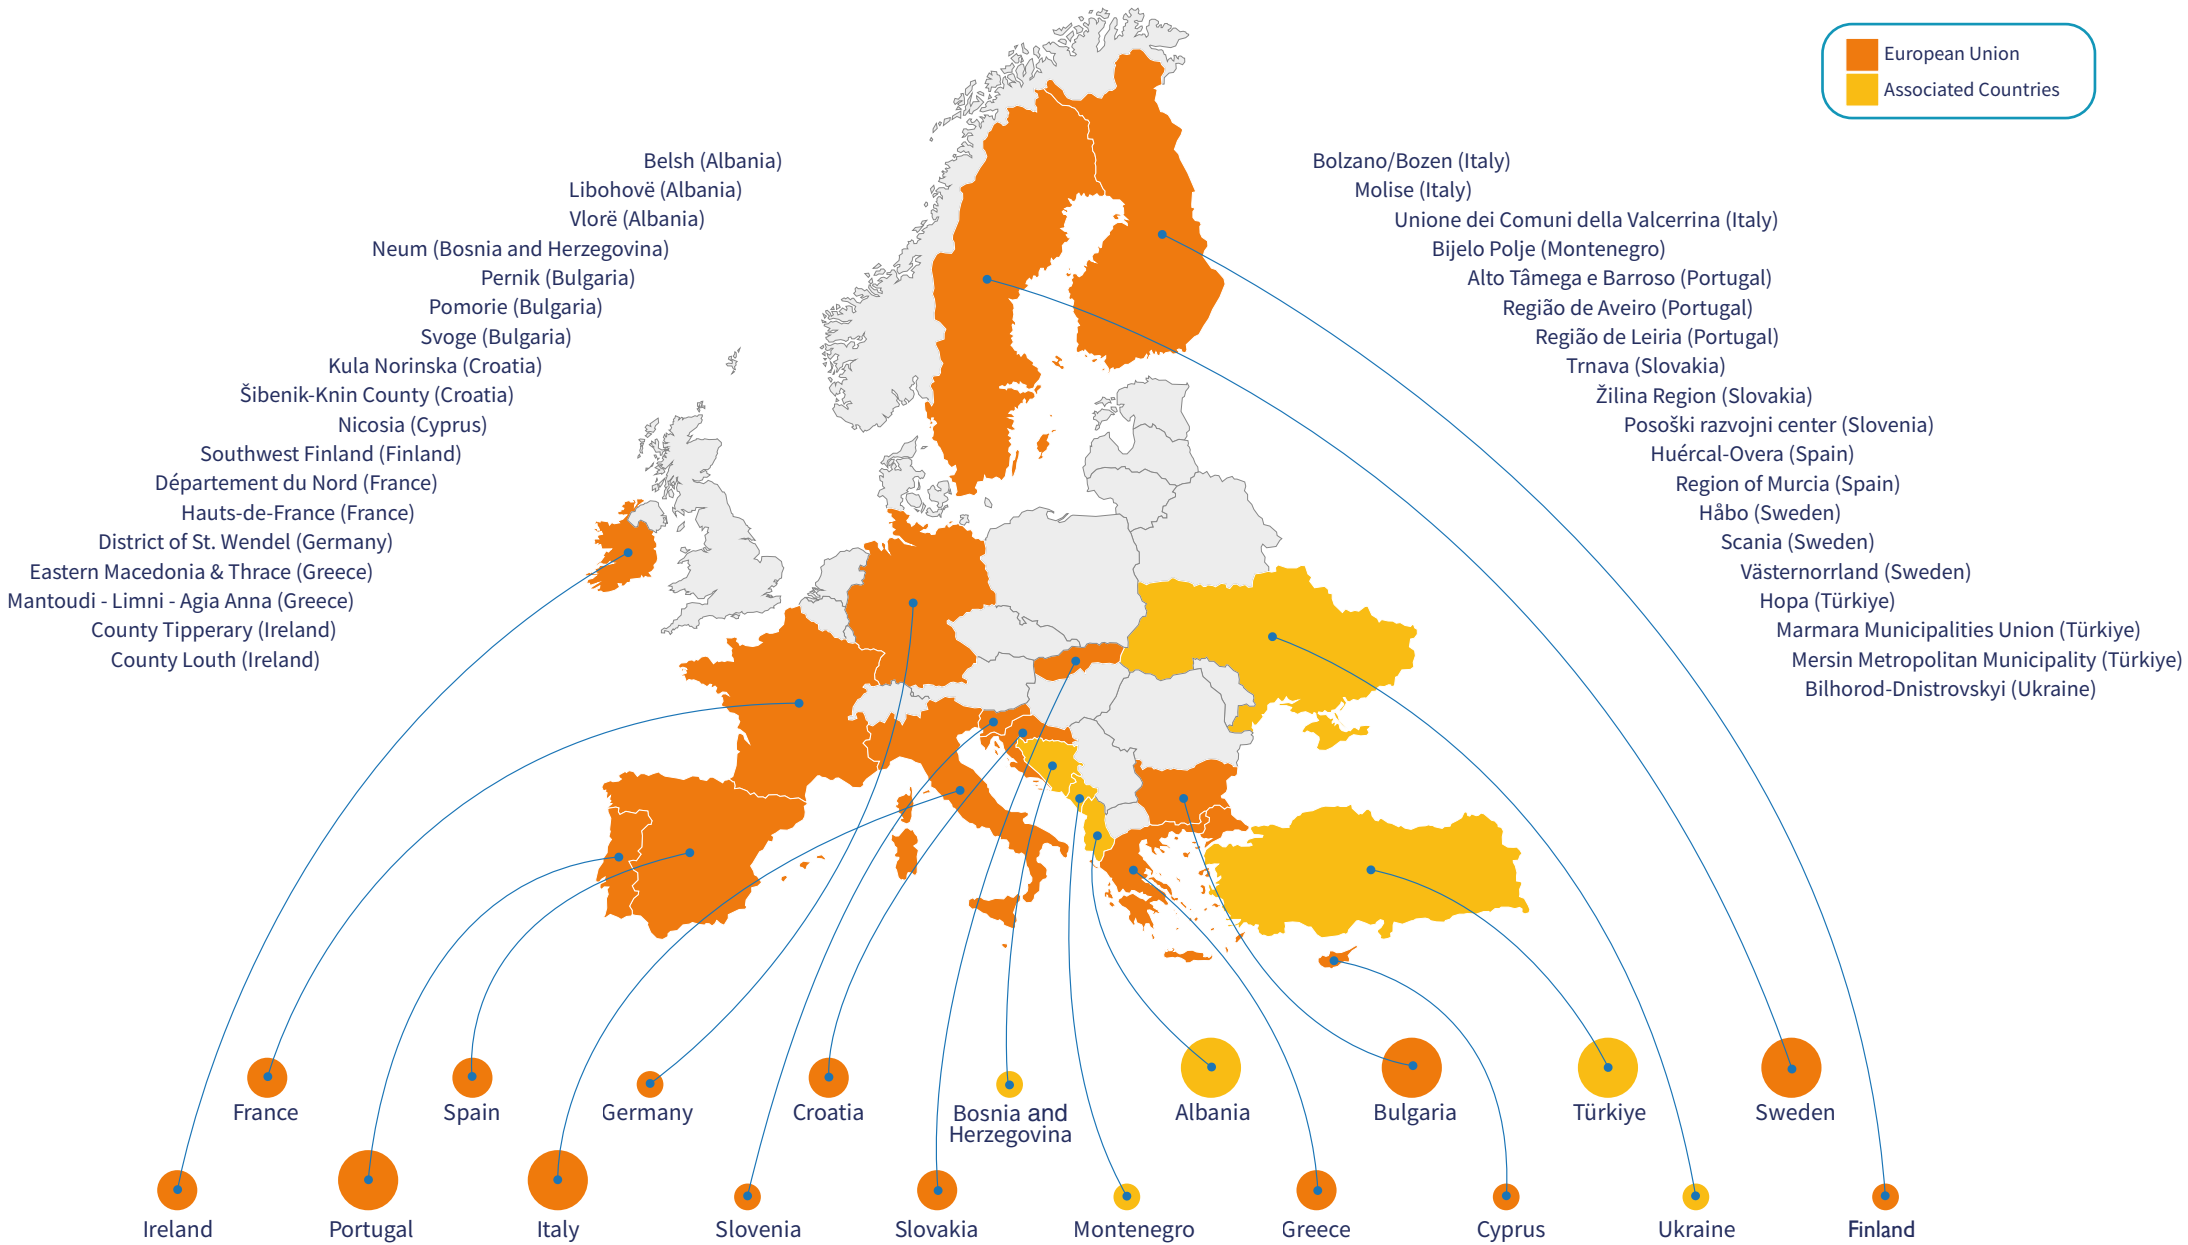 European Union
Associated Countries
Belsh (Albania)
Libohovë (Albania)
Vlorë (Albania)
Neum (Bosnia and Herzegovina)
Pernik (Bulgaria)
Pomorie (Bulgaria)
Svoge (Bulgaria)
Kula Norinska (Croatia)
Šibenik-Knin County (Croatia)
Nicosia (Cyprus)
Southwest Finland (Finland)
Département du Nord (France)
Hauts-de-France (France)
District of St. Wendel (Germany)
Eastern Macedonia & Thrace (Greece)
Mantoudi - Limni - Agia Anna (Greece)
County Tipperary (Ireland)
County Louth (Ireland)
Bolzano/Bozen (Italy)
Molise (Italy)
Unione dei Comuni della Valcerrina (Italy)
Bijelo Polje (Montenegro)
Alto Tâmega e Barroso (Portugal)
Região de Aveiro (Portugal)
Região de Leiria (Portugal)
Trnava (Slovakia)
Žilina Region (Slovakia)
Pososki razvojni center (Slovenia)
Huércal-Overa (Spain)
Region of Murcia (Spain)
Håbo (Sweden)
Scania (Sweden)
Västernorrland (Sweden)
Hopa (Türkiye)
Marmara Municipalities Union (Türkiye)
Mersin Metropolitan Municipality (Türkiye)
Bilhorod-Dnistrovskyi (Ukraine)
France
Spain
Germany
Croatia
Bosnia and
Herzegovina
Albania
Bulgaria
Türkiye
Sweden
Ireland
Portugal
Italy
Slovenia
Slovakia
Montenegro
Greece
Cyprus
Ukraine
Finland